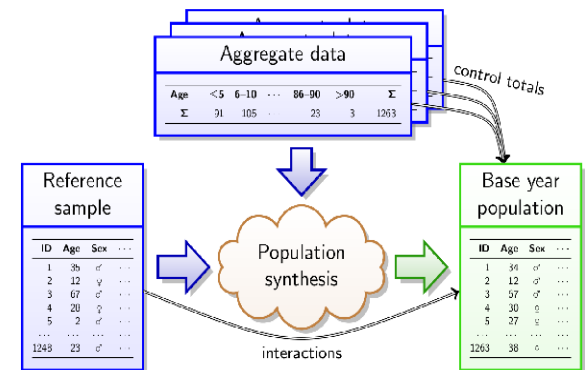 Aggregate data
Age <5 6–10 ··· 86–90 >90 Σ
Σ 91 105 · 23 3 1263
control totals
Reference
sample
ID Age Sex ···
1 35 ♂ ···
2 12 ♀ ···
3 67 ♂ ···
4 28 ♀ ···
5 2 ♂ ···
··· ··· ··· ···
1248 23 ♂ ···
Population
synthesis
Base year
population
ID Age Sex ···
1 34 ♂ ···
2 12 ♂ ···
3 57 ♂ ···
4 30 ♀ ···
5 27 ♀ ···
··· ··· ··· ···
1263 38 ···
interactions